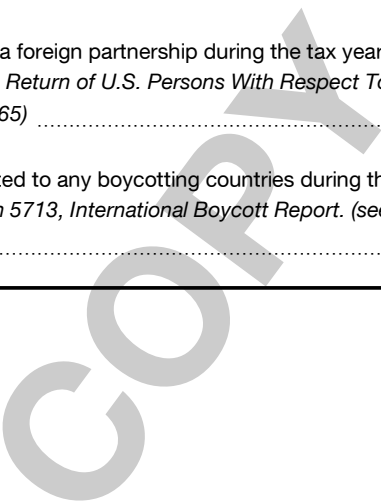 a foreign partnership during the tax year
Return of U.S. Persons With Respect To
65)
ted to any boycotting countries during th
5713, International Boycott Report. (see
COPY